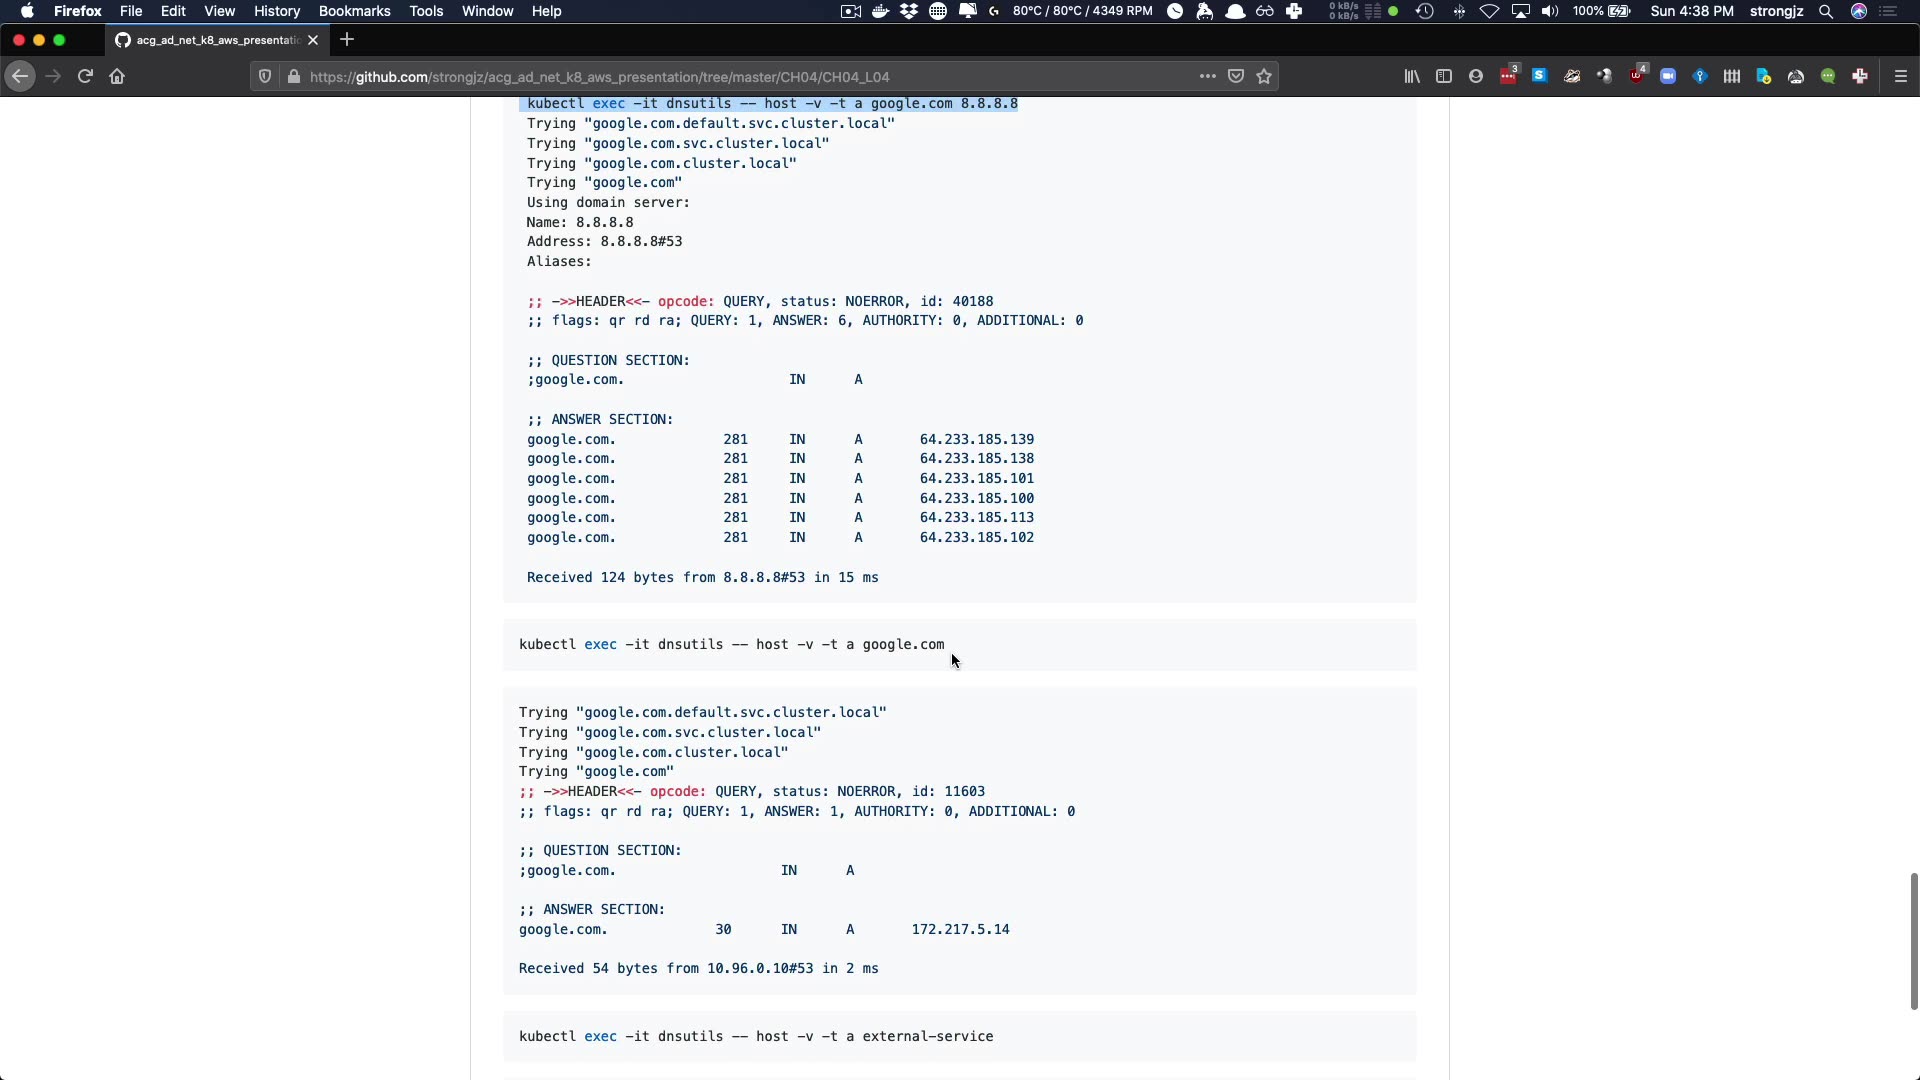 Firefox File Edit View History Bookmarks Tools Window Help 80°C / 80°C / 4349 RPM 0 kB/s 0 kB/s 100% Sun 4:38 PM strongjz
acg_ad_net_k8_aws_presentatio
https://github.com/strongjz/acg_ad_net_k8_aws_presentation/tree/master/CH04/CH04_L04 3 4
kubectl exec -it dnsutils -- host -v -t a google.com 8.8.8.8
Trying "google.com.default.svc.cluster.local"
Trying "google.com.svc.cluster.local"
Trying "google.com.cluster.local"
Trying "google.com"
Using domain server:
Name: 8.8.8.8
Address: 8.8.8.8#53
Aliases:
;; ->>HEADER<<- opcode: QUERY, status: NOERROR, id: 40188
;; flags: qr rd ra; QUERY: 1, ANSWER: 6, AUTHORITY: 0, ADDITIONAL: 0
;; QUESTION SECTION:
;google.com. IN A
;; ANSWER SECTION:
google.com. 281 IN A 64.233.185.139
google.com. 281 IN A 64.233.185.138
google.com. 281 IN A 64.233.185.101
google.com. 281 IN A 64.233.185.100
google.com. 281 IN A 64.233.185.113
google.com. 281 IN A 64.233.185.102
Received 124 bytes from 8.8.8.8#53 in 15 ms
kubectl exec -it dnsutils -- host -v -t a google.com
Trying "google.com.default.svc.cluster.local"
Trying "google.com.svc.cluster.local"
Trying "google.com.cluster.local"
Trying "google.com"
;; ->>HEADER<<- opcode: QUERY, status: NOERROR, id: 11603
;; flags: qr rd ra; QUERY: 1, ANSWER: 1, AUTHORITY: 0, ADDITIONAL: 0
;; QUESTION SECTION:
;google.com. IN A
;; ANSWER SECTION:
google.com. 30 IN A 172.217.5.14
Received 54 bytes from 10.96.0.10#53 in 2 ms
kubectl exec -it dnsutils -- host -v -t a external-service